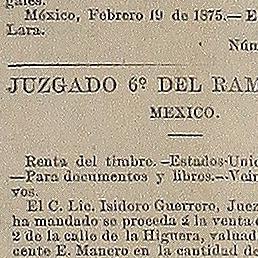 gales.
México, Febrero 19 de 1875.— E
Lara.
Núm
JUZGADO 6º DEL RAM
MEXICO.
Renta del timbre.—Estados-Unid
—Para documentos y libros.—Vein
vos.
El C. Lic. Isidoro Guerrero, Juez
ha mandado se proceda á la venta d
2 de la calle de la Higuera, valuad
cente E. Manero en la cantidad d